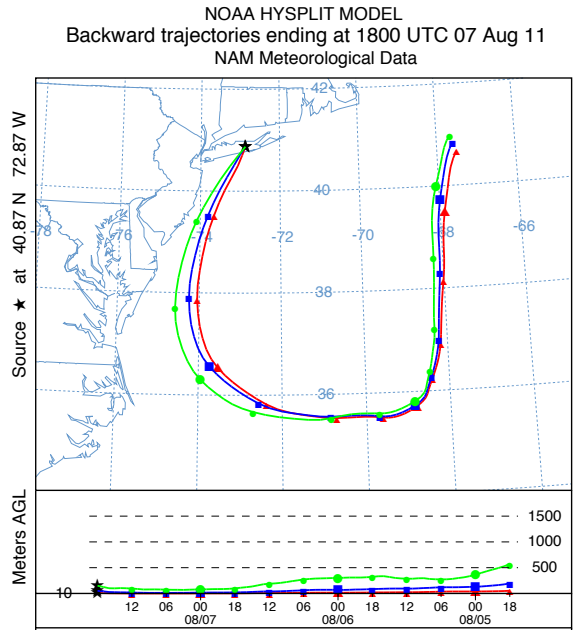 NOAA HYSPLIT MODEL
Backward trajectories ending at 1800 UTC 07 Aug 11
NAM Meteorological Data
Source ★ at 40.87 N 72.87 W
42
40
38
36
-78
-76
-74
-72
-70
-68
-66
Meters AGL
1500
1000
500
10
12 06 00 18 12 06 00 18 12 06 00 18
08/07 08/06 08/05